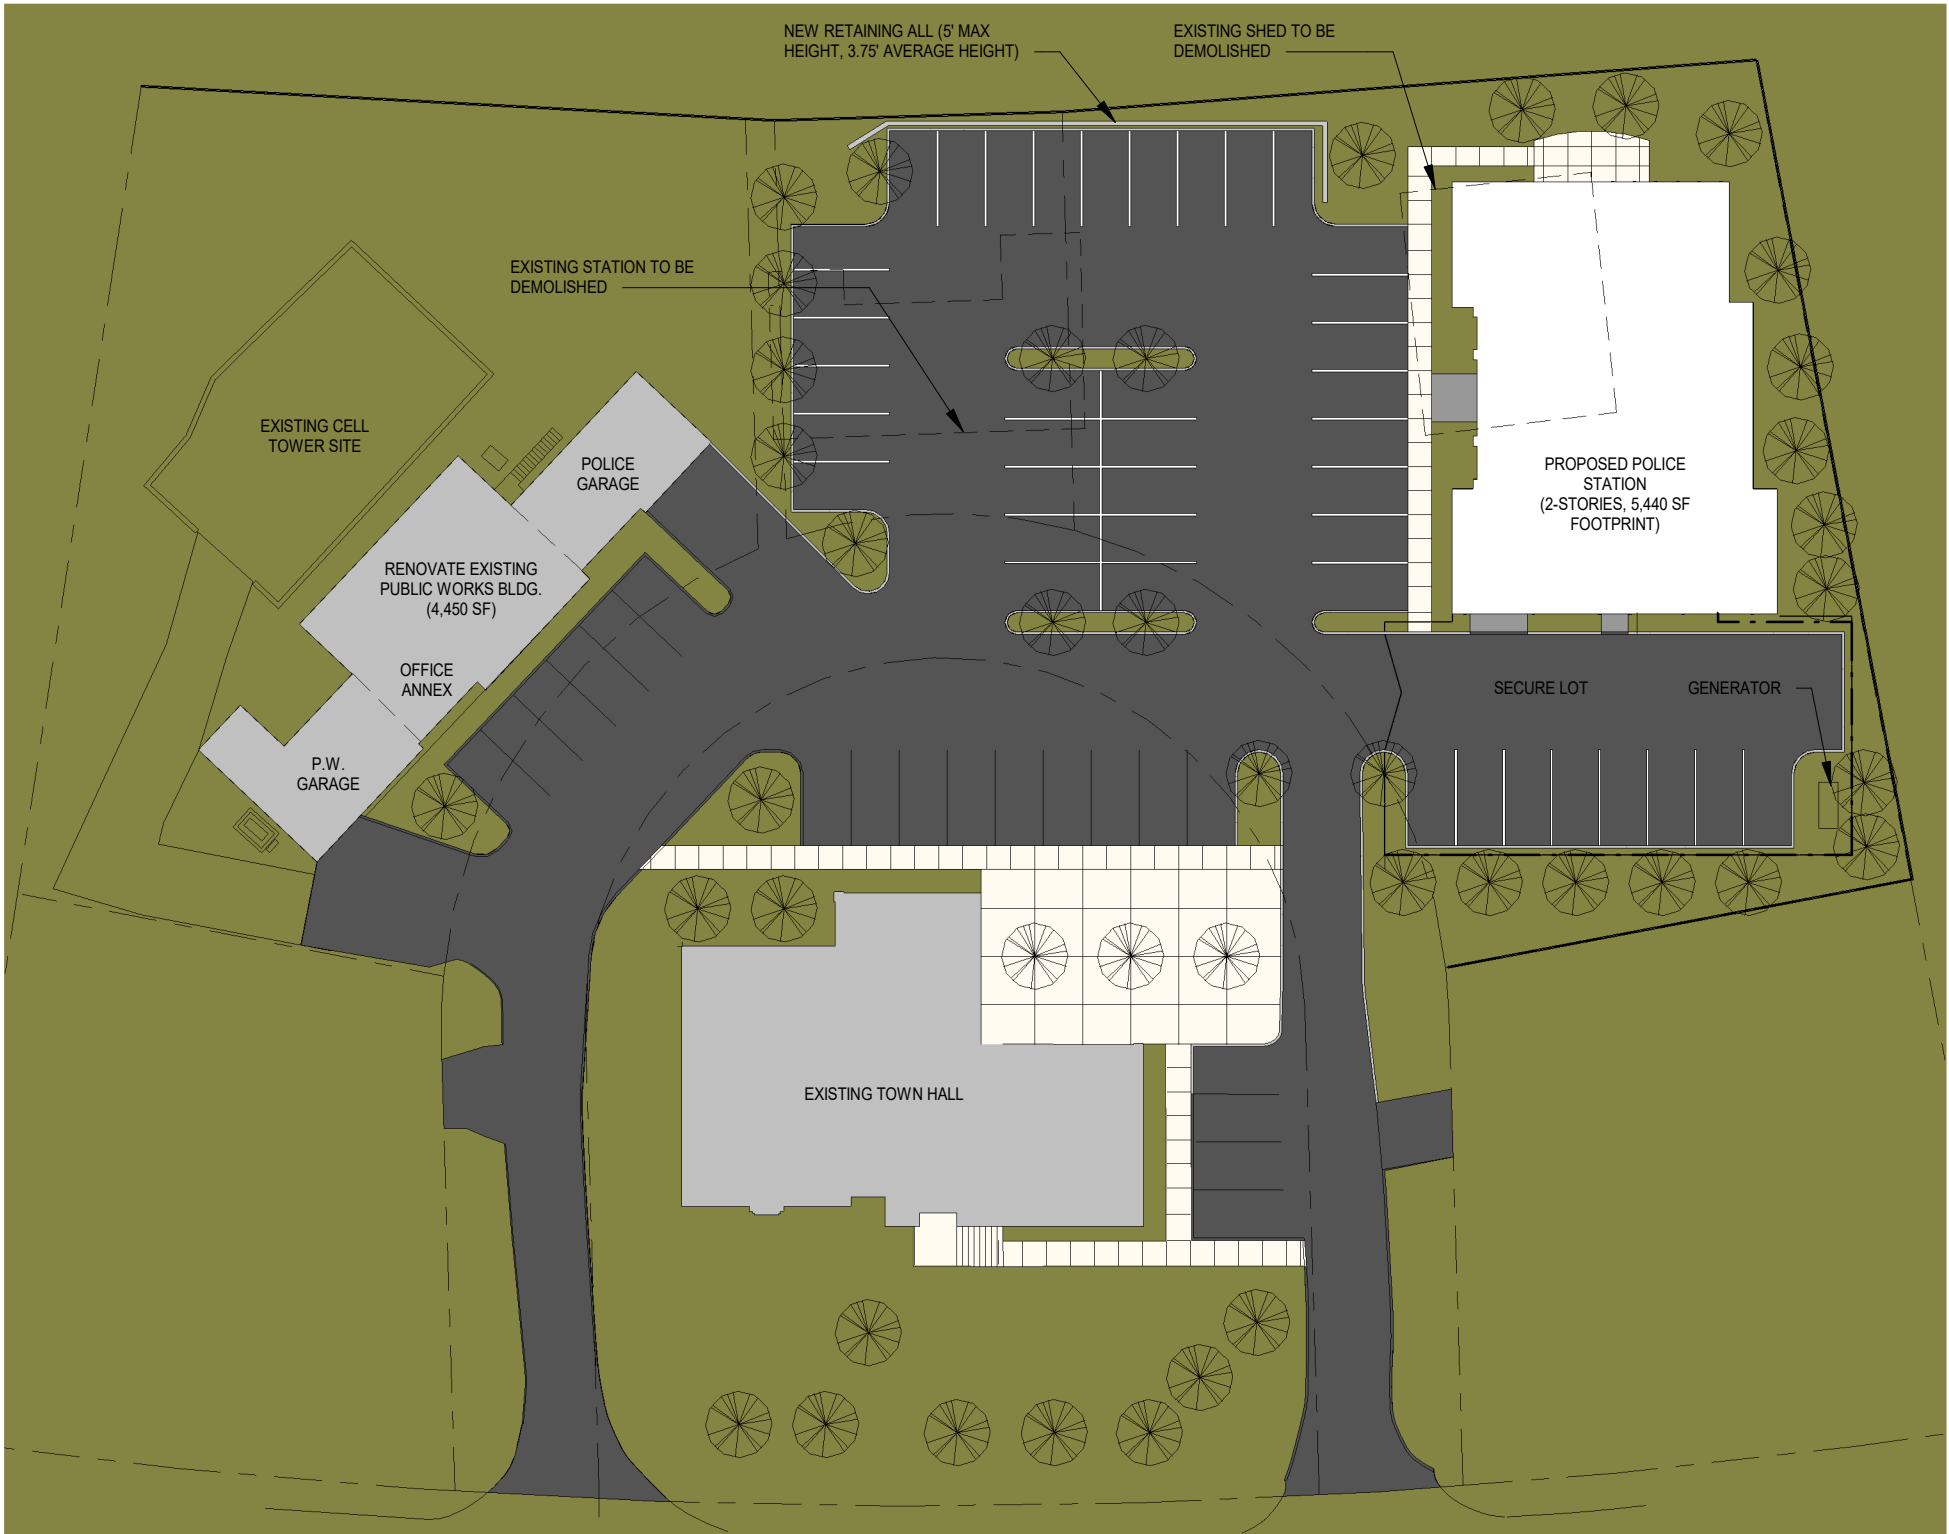 NEW RETAINING ALL (5' MAX
HEIGHT, 3.75' AVERAGE HEIGHT)
EXISTING SHED TO BE
DEMOLISHED
EXISTING STATION TO BE
DEMOLISHED
EXISTING CELL
TOWER SITE
POLICE
GARAGE
PROPOSED POLICE
STATION
(2-STORIES, 5,440 SF
FOOTPRINT)
RENOVATE EXISTING
PUBLIC WORKS BLDG.
(4,450 SF)
OFFICE
ANNEX
SECURE LOT
GENERATOR
P.W.
GARAGE
EXISTING TOWN HALL